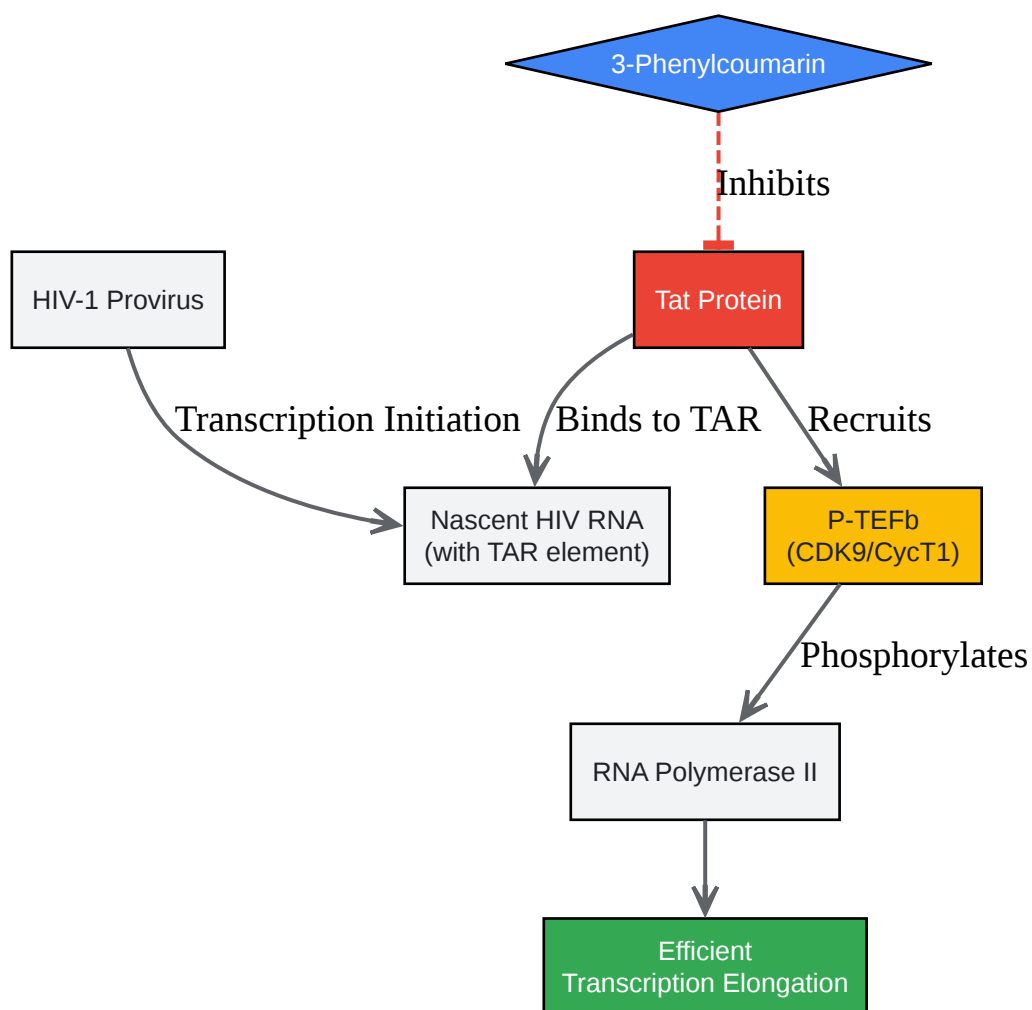 3-Phenylcoumarin
Inhibits
HIV-1 Provirus
Tat Protein
Transcription Initiation
Binds to TAR
Recruits
Nascent HIV RNA
(with TAR element)
P-TEFb
(CDK9/CycT1)
Phosphorylates
RNA Polymerase II
Efficient
Transcription Elongation